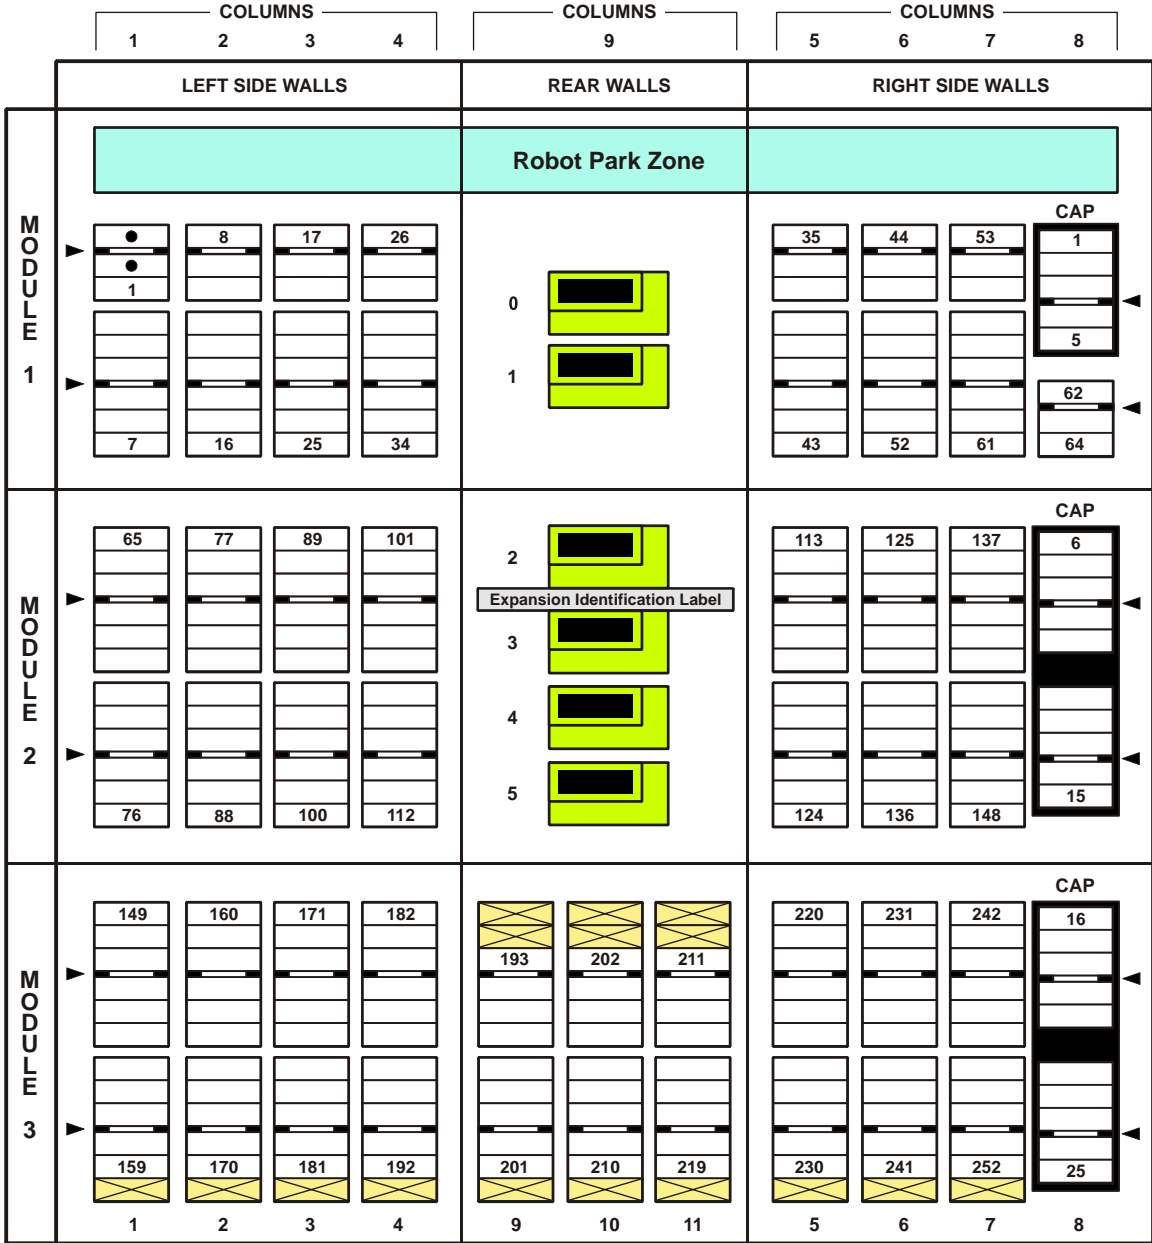 COLUMNS COLUMNS COLUMNS
1 2 3 4 9 5 6 7 8
LEFT SIDE WALLS REAR WALLS RIGHT SIDE WALLS
Robot Park Zone
MODULE 1
CAP
8 17 26 35 44 53 1
1
0
5
1
62
7 16 25 34 43 52 61 64
MODULE 2
CAP
65 77 89 101 113 125 137 6
2
Expansion Identification Label
3
4
5
15
76 88 100 112 124 136 148
MODULE 3
CAP
149 160 171 182 220 231 242 16
193 202 211
159 170 181 192 201 210 219 230 241 252 25
1 2 3 4 9 10 11 5 6 7 8